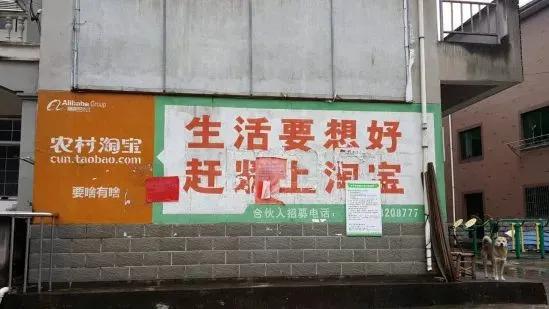 Alibaba Group
农村淘宝
cun.taobao.com
要啥有啥
生活要想好
赶紧上淘宝
合伙人招募电话：
8208777